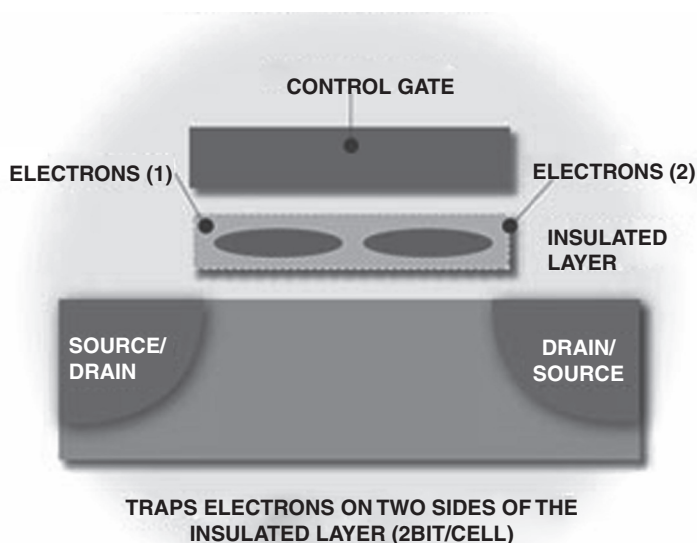 CONTROL GATE
ELECTRONS (1)
ELECTRONS (2)
INSULATED
LAYER
SOURCE/
DRAIN
DRAIN/
SOURCE
TRAPS ELECTRONS ON TWO SIDES OF THE
INSULATED LAYER (2BIT/CELL)